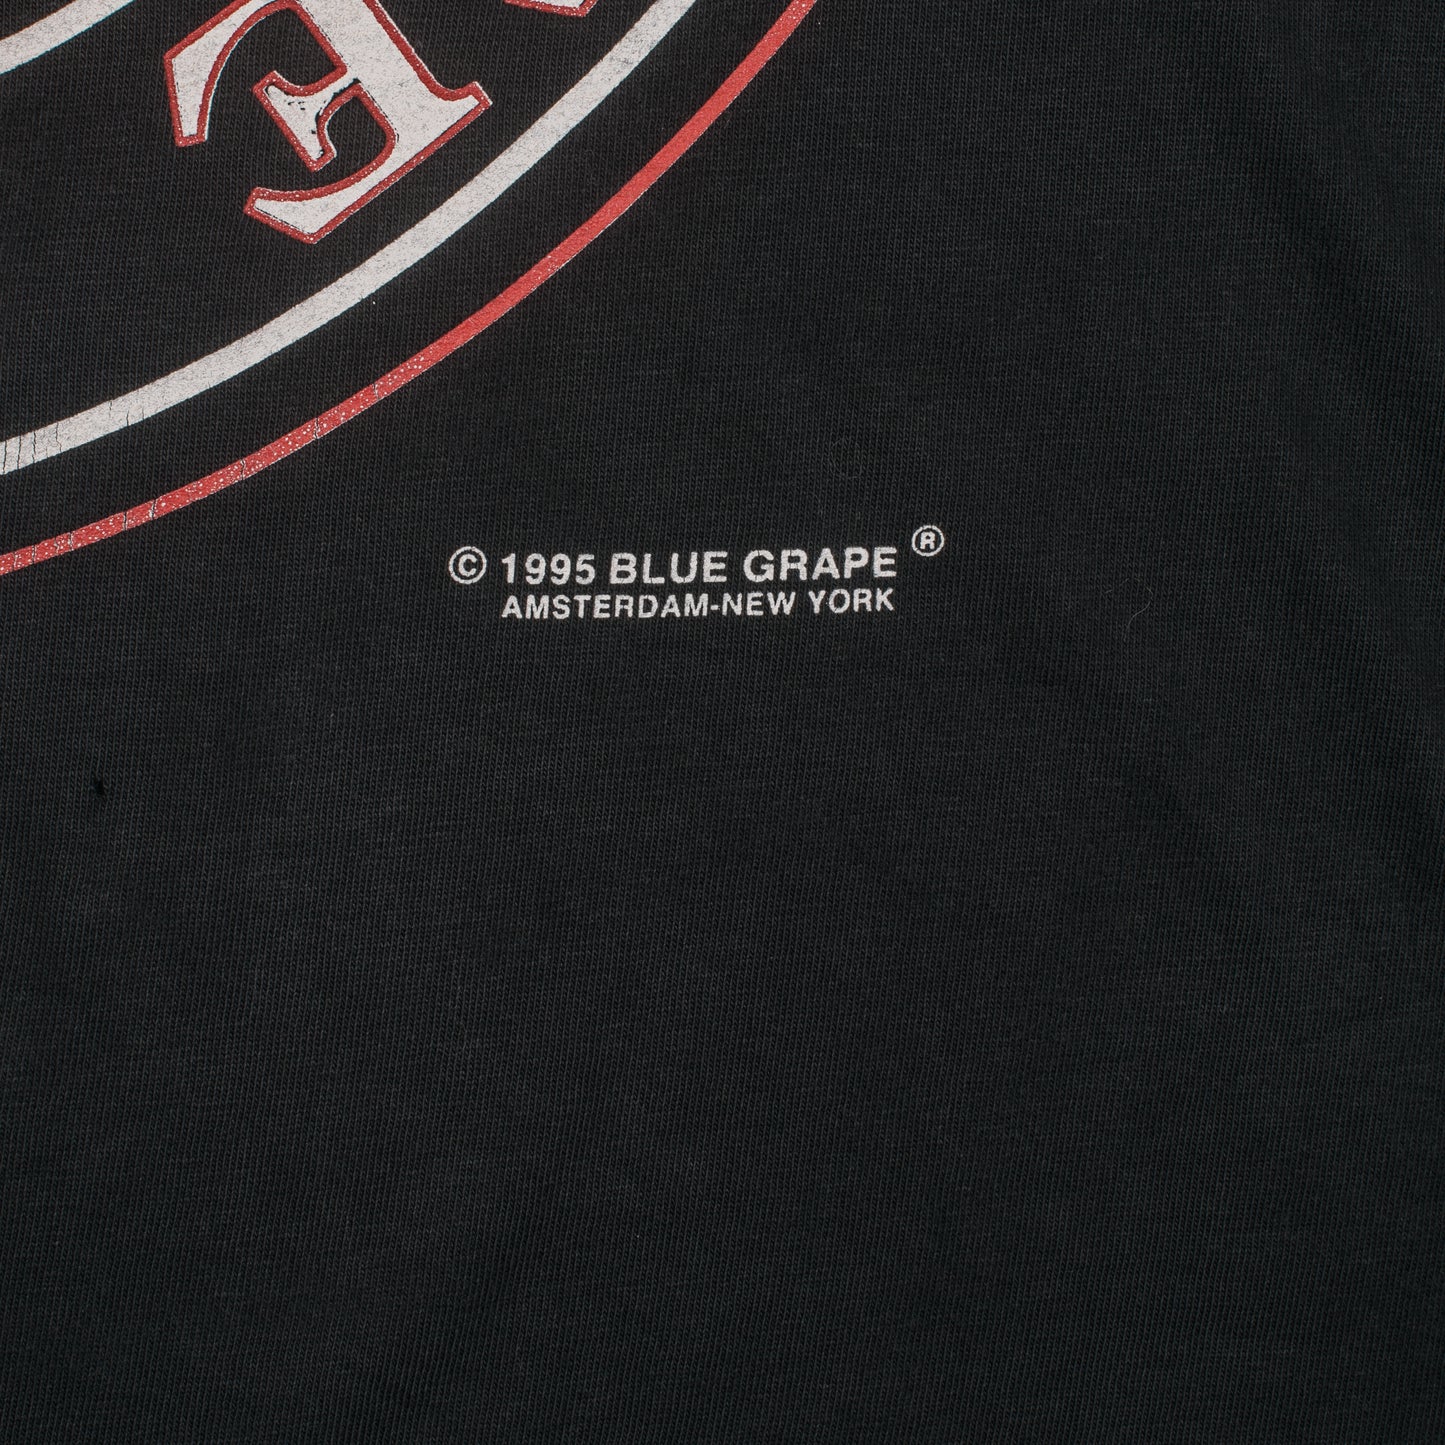 E
© 1995 BLUE GRAPE ®
AMSTERDAM-NEW YORK